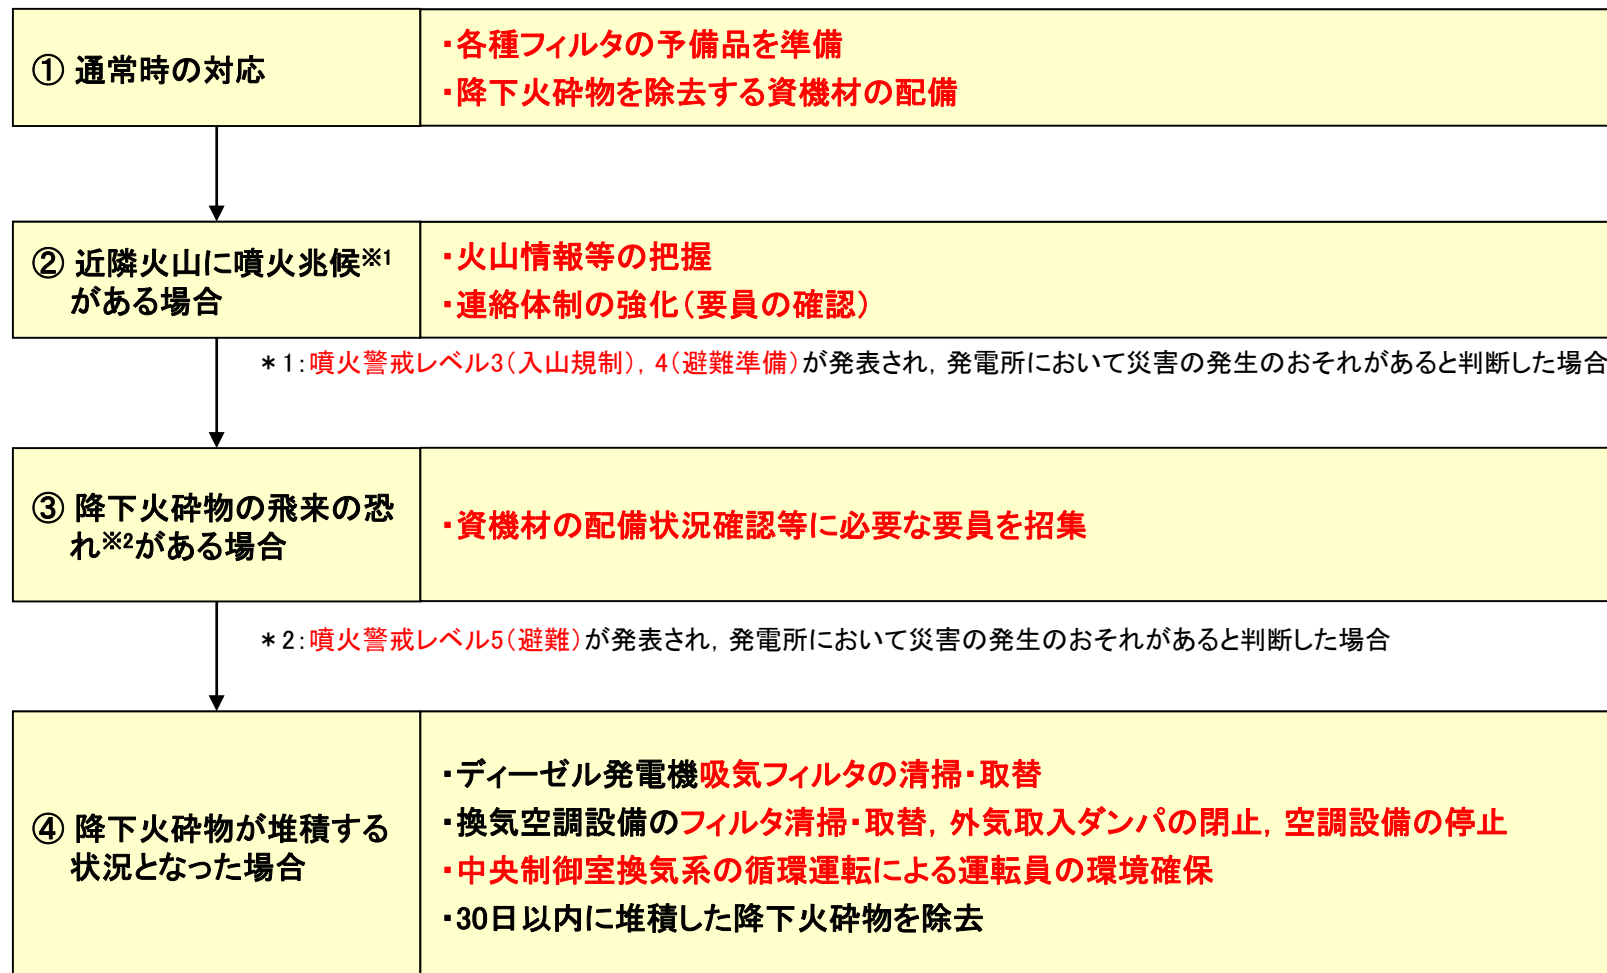 ① 通常時の対応
・各種フィルタの予備品を準備
・降下火砕物を除去する資機材の配備
② 近隣火山に噴火兆候※1
がある場合
・火山情報等の把握
・連絡体制の強化（要員の確認）
＊1：噴火警戒レベル3（入山規制），4（避難準備）が発表され，発電所において災害の発生のおそれがあると判断した場合
③ 降下火砕物の飛来の恐
れ※2がある場合
・資機材の配備状況確認等に必要な要員を招集
＊2：噴火警戒レベル5（避難）が発表され，発電所において災害の発生のおそれがあると判断した場合
④ 降下火砕物が堆積する
状況となった場合
・ディーゼル発電機吸気フィルタの清掃・取替
・換気空調設備のフィルタ清掃・取替，外気取入ダンパの閉止，空調設備の停止
・中央制御室換気系の循環運転による運転員の環境確保
・30日以内に堆積した降下火砕物を除去